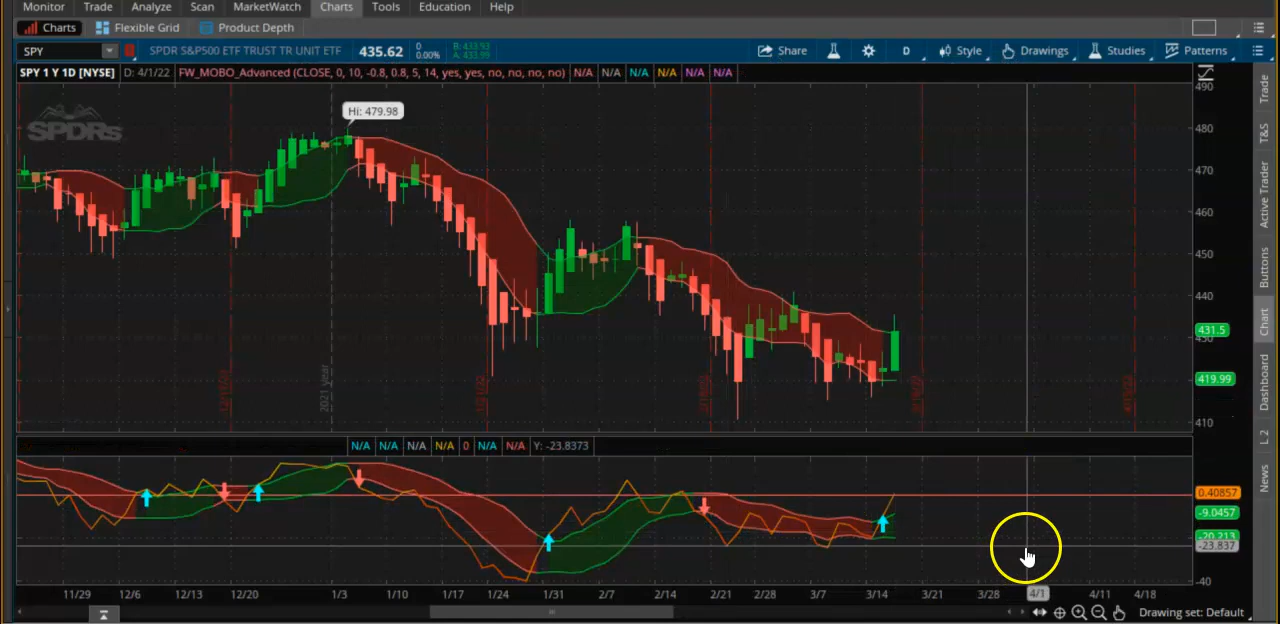 Monitor Trade Analyze Scan MarketWatch Charts Tools Education Help
Charts Flexible Grid Product Depth
SPY SPDR S&P500 ETF TRUST TR UNIT ETF 435.62 0 0.00% B: 433.93 A: 433.99 Share D Style Drawings Studies Patterns
SPY 1 Y 1D [NYSE] D: 4/1/22 FW_MOBO_Advanced (CLOSE, 0, 10, -0.8, 0.8, 5, 14, yes, yes, no, no, no, no) N/A N/A N/A N/A N/A N/A
SPDRs
Hi: 479.98
490
480
470
460
450
440
431.5
430
419.99
410
2021 year
N/A N/A N/A N/A 0 N/A N/A Y: -23.8373
0.40857
-9.0457
-20.213
-23.837
-40
11/29 12/6 12/13 12/20 1/3 1/10 1/17 1/24 1/31 2/7 2/14 2/21 2/28 3/7 3/14 3/21 3/28 4/1 4/11 4/18
Drawing set: Default
Trade
T&S
Active Trader
Buttons
Chart
Dashboard
L 2
News